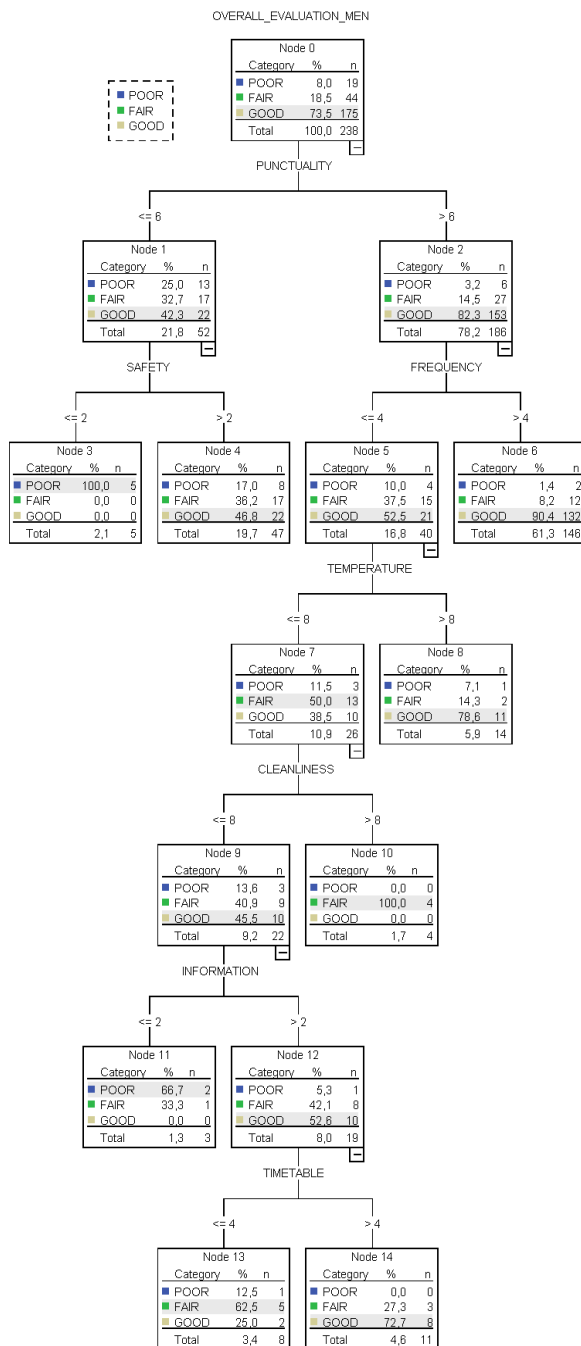 OVERALL_EVALUATION_MEN
Node 0
Category % n
POOR 8,0 19
FAIR 18,5 44
GOOD 73,5 175
Total 100,0 238
POOR
FAIR
GOOD
PUNCTUALITY
<= 6
> 6
Node 1
Category % n
POOR 25,0 13
FAIR 32,7 17
GOOD 42,3 22
Total 21,8 52
Node 2
Category % n
POOR 3,2 6
FAIR 14,5 27
GOOD 82,3 153
Total 78,2 186
SAFETY
<= 2
> 2
FREQUENCY
<= 4
> 4
Node 3
Category % n
POOR 100,0 5
FAIR 0,0 0
GOOD 0,0 0
Total 2,1 5
Node 4
Category % n
POOR 17,0 8
FAIR 36,2 17
GOOD 46,8 22
Total 19,7 47
Node 5
Category % n
POOR 10,0 4
FAIR 37,5 15
GOOD 52,5 21
Total 16,8 40
Node 6
Category % n
POOR 1,4 2
FAIR 8,2 12
GOOD 90,4 132
Total 61,3 146
TEMPERATURE
<= 8
> 8
Node 7
Category % n
POOR 11,5 3
FAIR 50,0 13
GOOD 38,5 10
Total 10,9 26
Node 8
Category % n
POOR 7,1 1
FAIR 14,3 2
GOOD 78,6 11
Total 5,9 14
CLEANLINESS
<= 8
> 8
Node 9
Category % n
POOR 13,6 3
FAIR 40,9 9
GOOD 45,5 10
Total 9,2 22
Node 10
Category % n
POOR 0,0 0
FAIR 100,0 4
GOOD 0,0 0
Total 1,7 4
INFORMATION
<= 2
> 2
Node 11
Category % n
POOR 66,7 2
FAIR 33,3 1
GOOD 0,0 0
Total 1,3 3
Node 12
Category % n
POOR 5,3 1
FAIR 42,1 8
GOOD 52,6 10
Total 8,0 19
TIMETABLE
<= 4
> 4
Node 13
Category % n
POOR 12,5 1
FAIR 62,5 5
GOOD 25,0 2
Total 3,4 8
Node 14
Category % n
POOR 0,0 0
FAIR 27,3 3
GOOD 72,7 8
Total 4,6 11